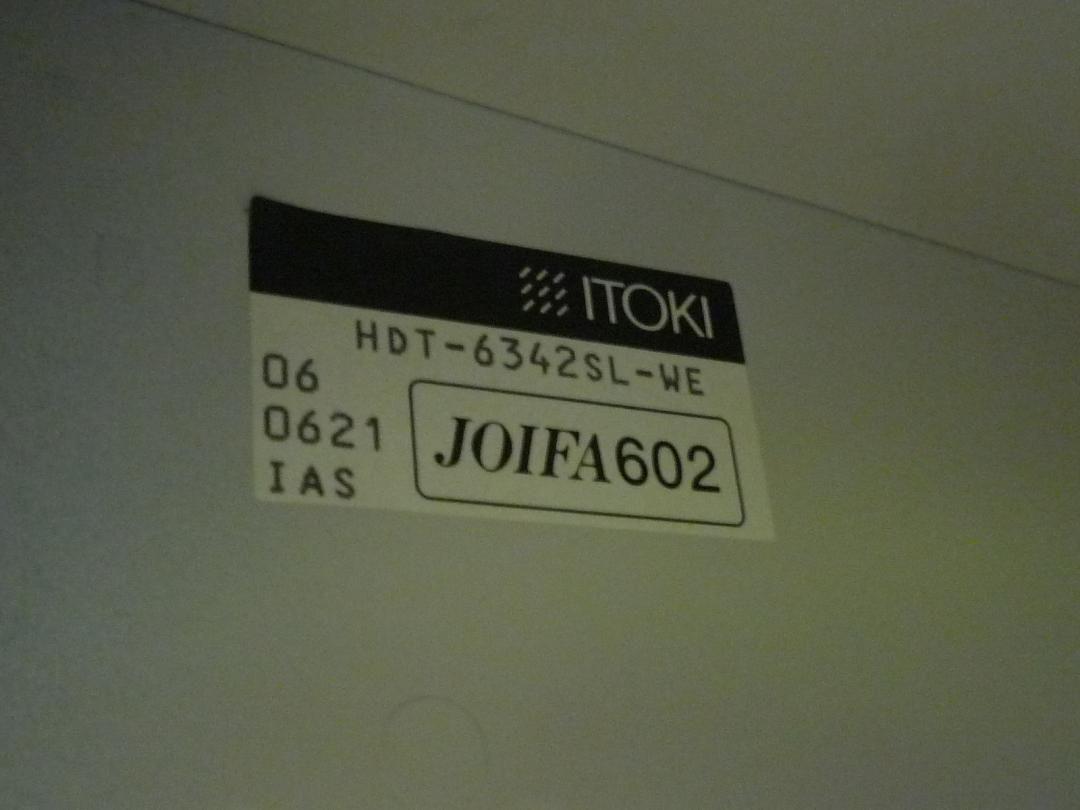 ITOKI
HDT-6342SL-WE
06
0621
IAS
JOIFA602